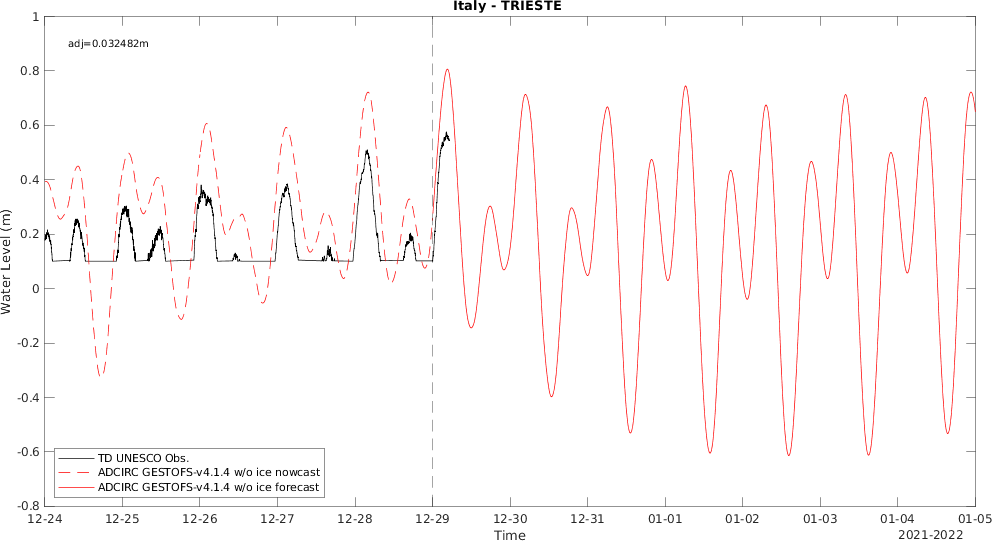 Italy - TRIESTE
adj=0.032482m
1
0.8
0.6
0.4
0.2
0
-0.2
-0.4
-0.6
-0.8
Water Level (m)
TD UNESCO Obs.
ADCIRC GESTOFS-v4.1.4 w/o ice nowcast
ADCIRC GESTOFS-v4.1.4 w/o ice forecast
12-24 12-25 12-26 12-27 12-28 12-29 12-30 12-31 01-01 01-02 01-03 01-04 01-05
Time
2021-2022